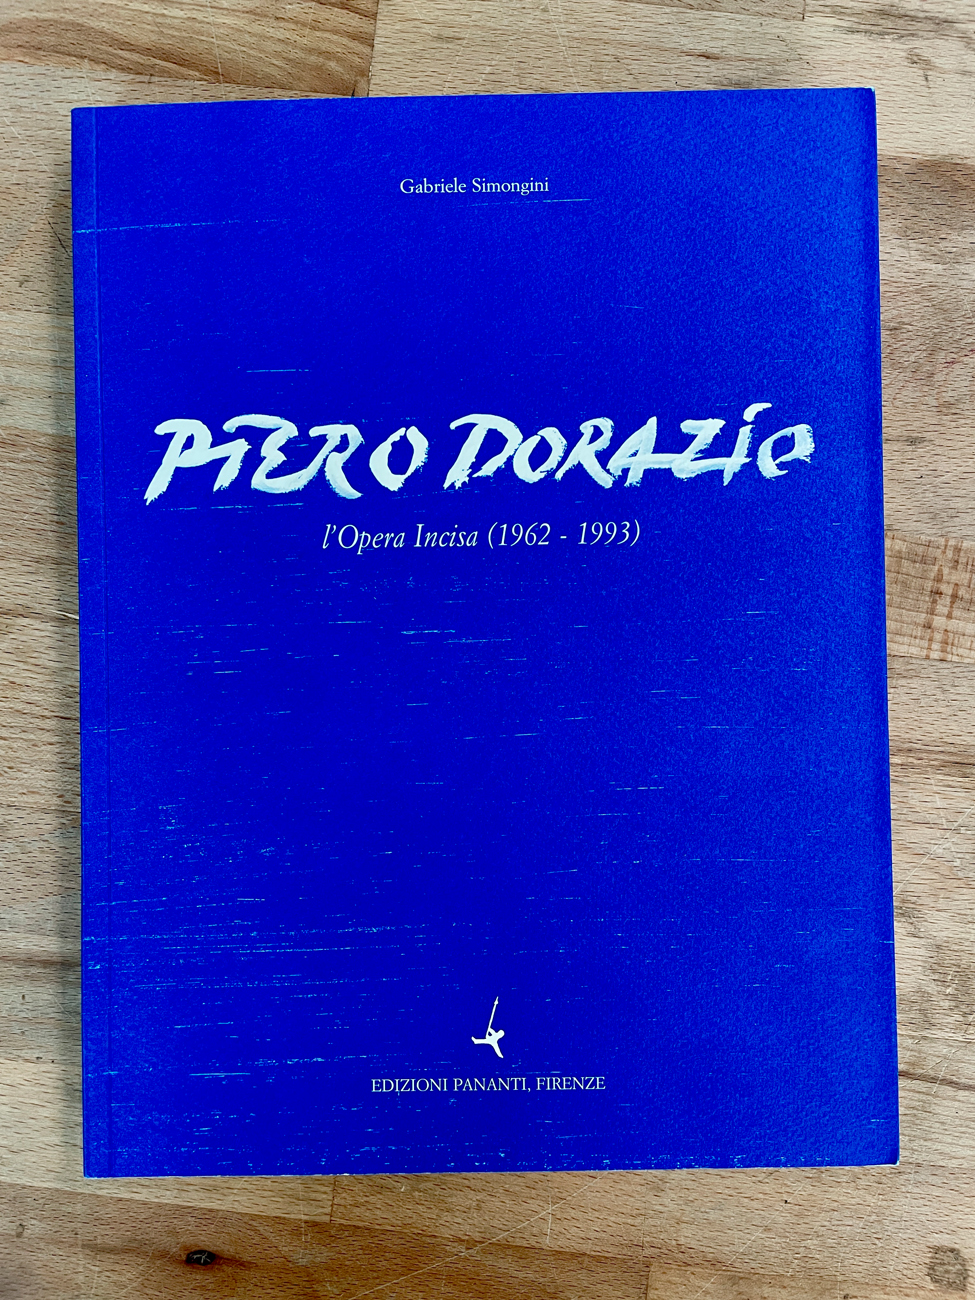 Gabriele Simongini
PIERO DORAZIO
l'Opera Incisa (1962 - 1993)
EDIZIONI PANANTI, FIRENZE